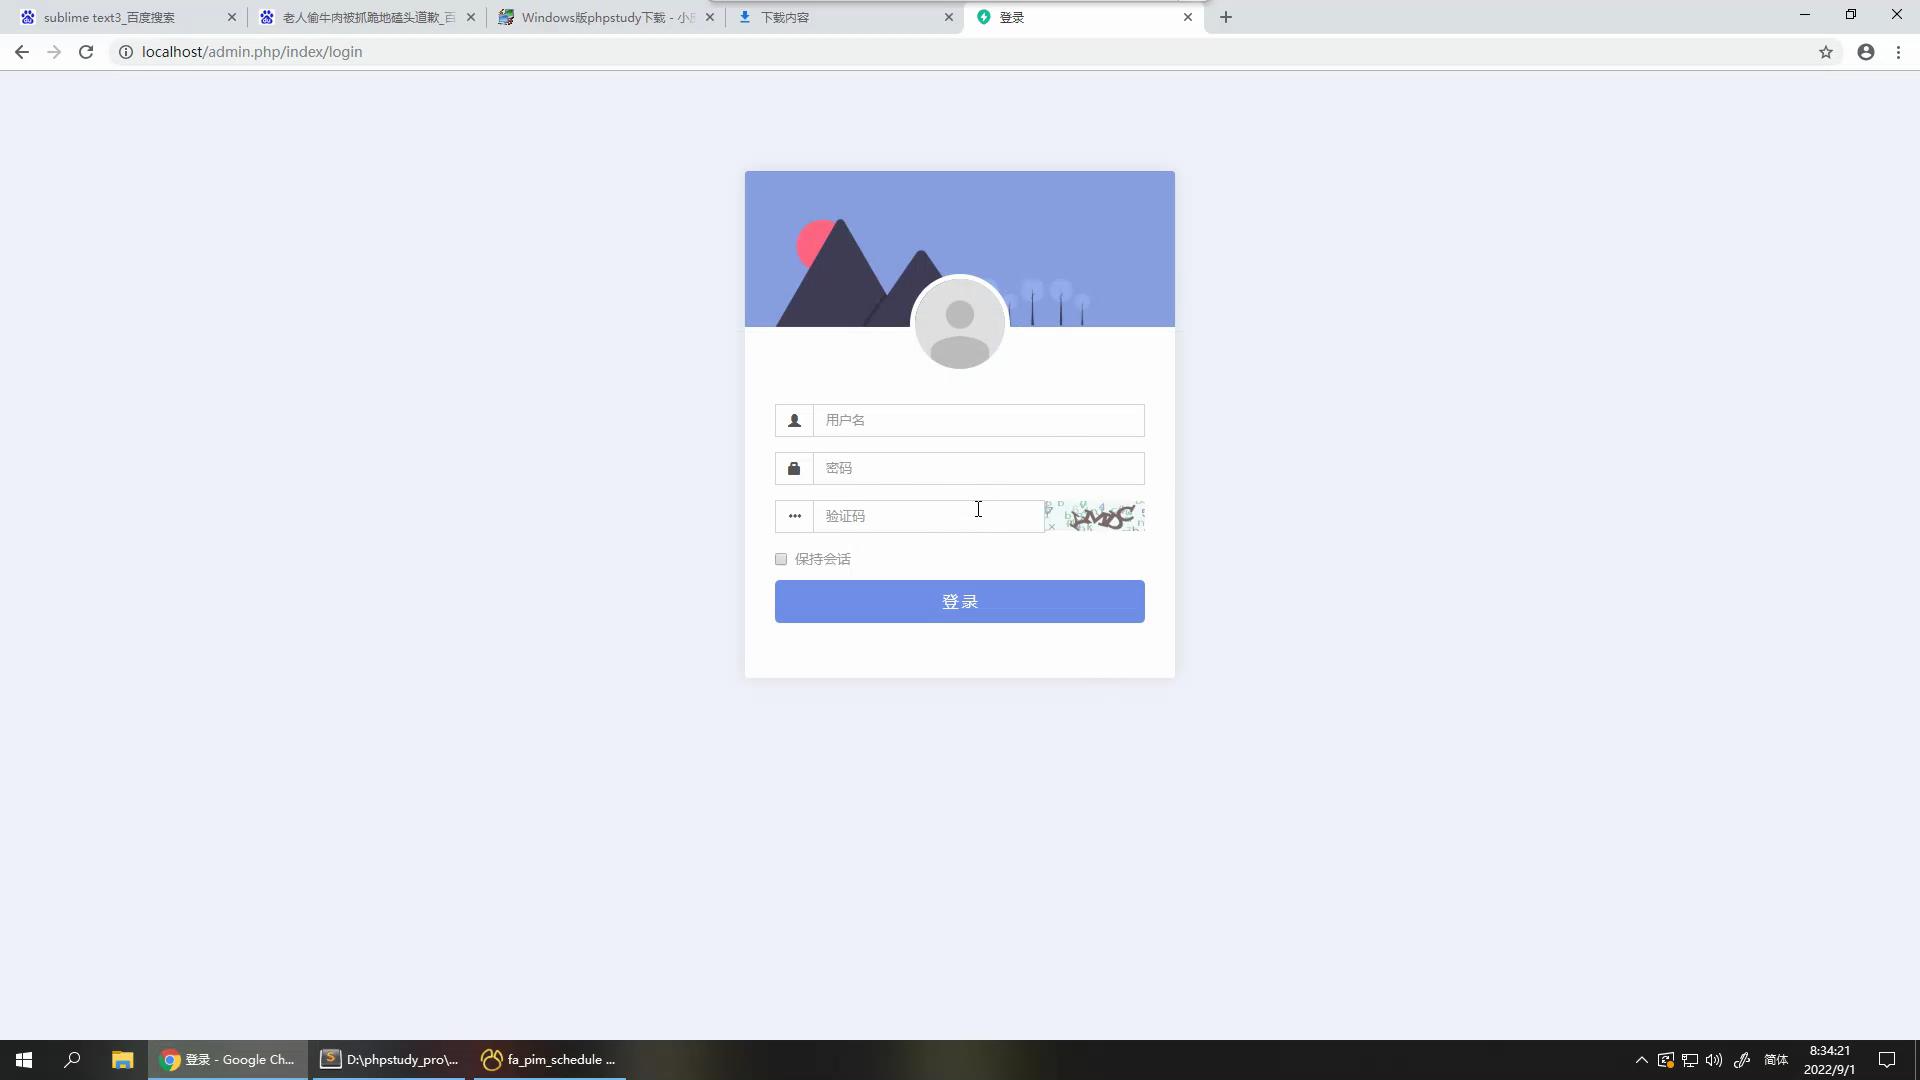 sublime text3_百度搜索
老人偷牛肉被抓跪地磕头道歉_百
Windows版phpstudy下载 - 小
下载内容
登录
localhost/admin.php/index/login
用户名
密码
验证码
保持会话
登录
登录 - Google Ch...
D:\phpstudy_pro\...
fa_pim_schedule ...
简体
8:34:21
2022/9/1